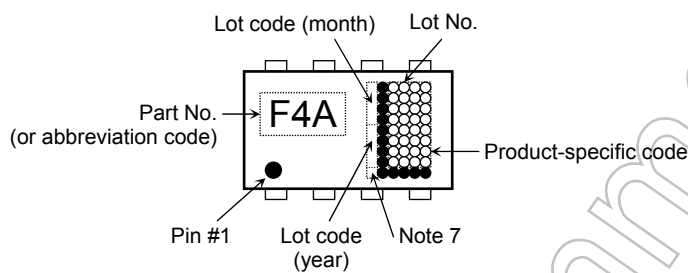 Lot code (month)
Lot No.
Part No.
(or abbreviation code)
F4A
Product-specific code
Pin #1
Lot code
(year)
Note 7